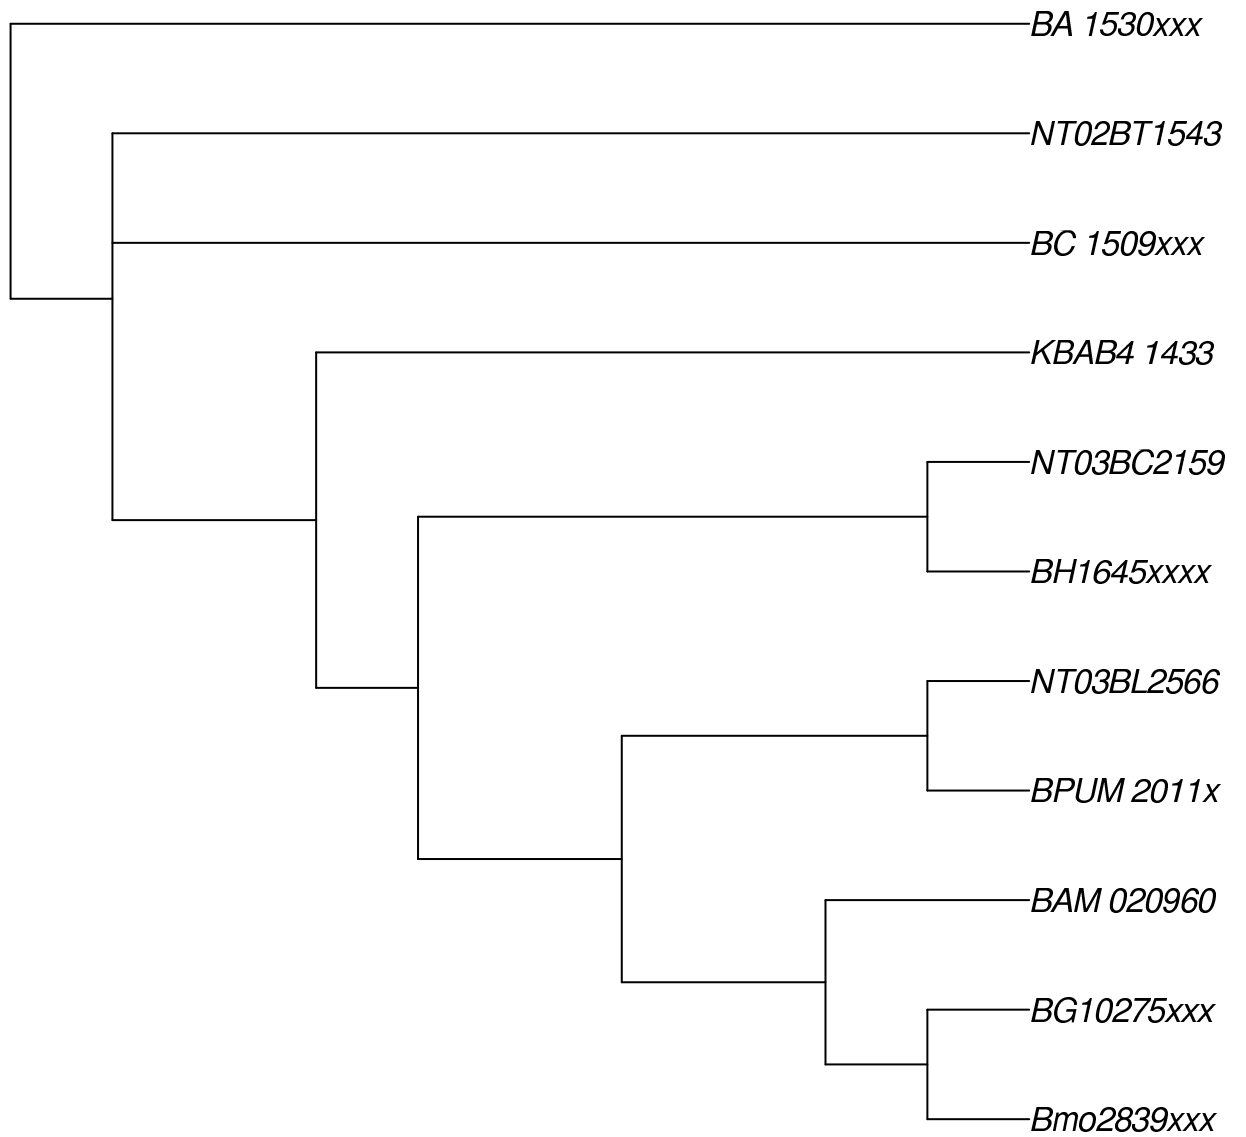 BA 1530xxx
NT02BT1543
BC 1509xxx
KBAB4 1433
NT03BC2159
BH1645xxxx
NT03BL2566
BPUM 2011x
BAM 020960
BG10275xxx
Bmo2839xxx